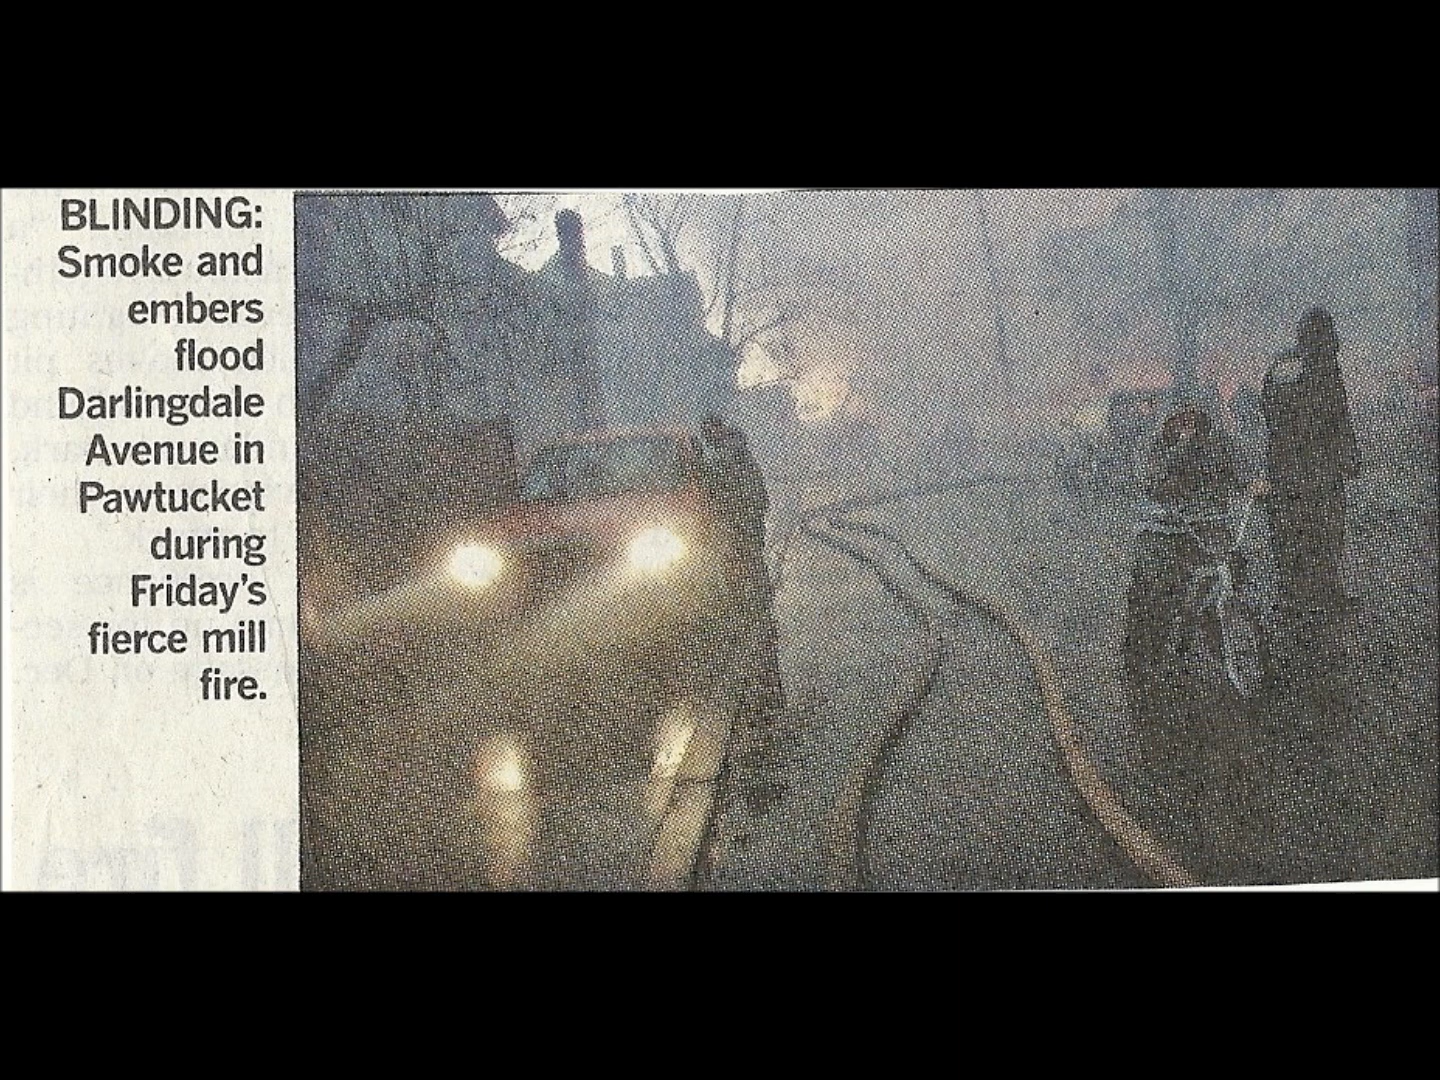 BLINDING:
Smoke and
embers
flood
Darlingdale
Avenue in
Pawtucket
during
Friday's
fierce mill
fire.